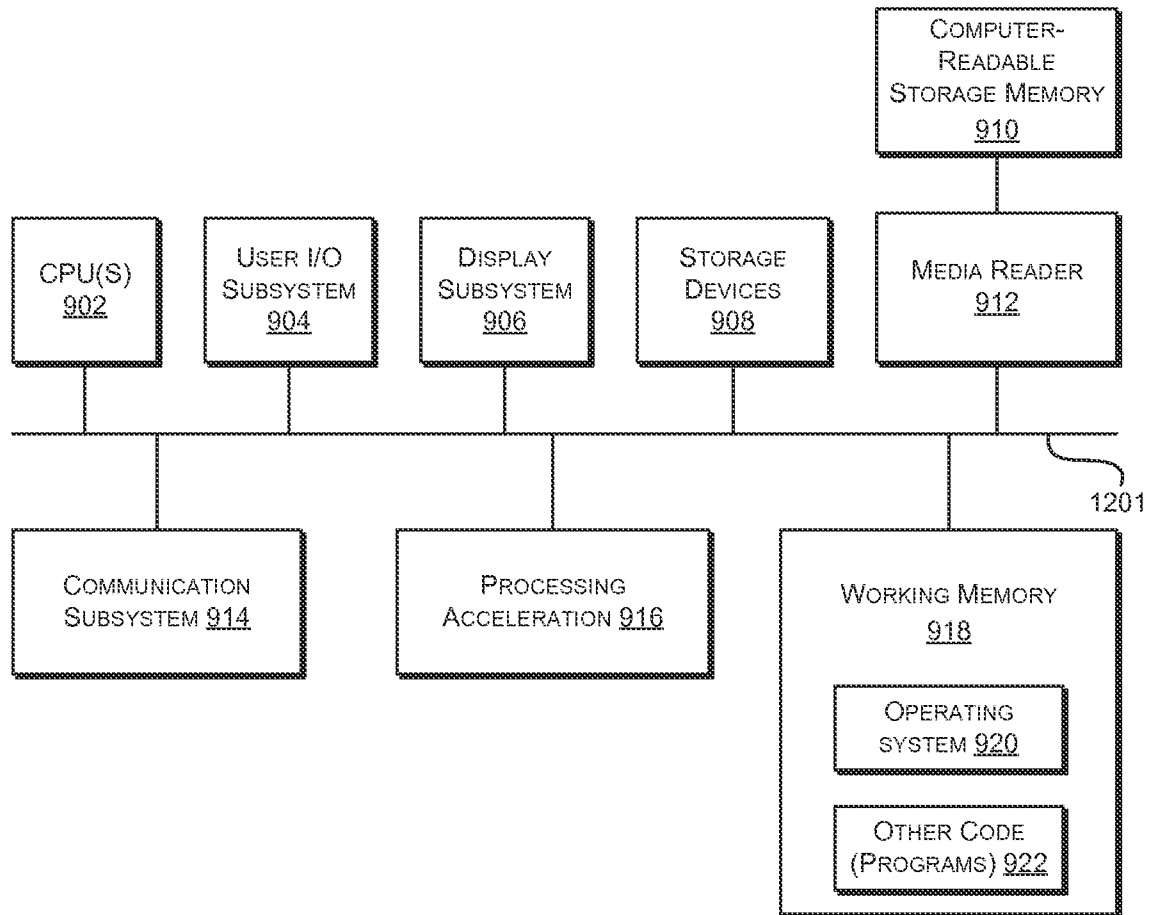 COMPUTER-
READABLE
STORAGE MEMORY
910
CPU(S)
902
USER I/O
SUBSYSTEM
904
DISPLAY
SUBSYSTEM
906
STORAGE
DEVICES
908
MEDIA READER
912
1201
COMMUNICATION
SUBSYSTEM 914
PROCESSING
ACCELERATION 916
WORKING MEMORY
918
OPERATING
SYSTEM 920
OTHER CODE
(PROGRAMS) 922